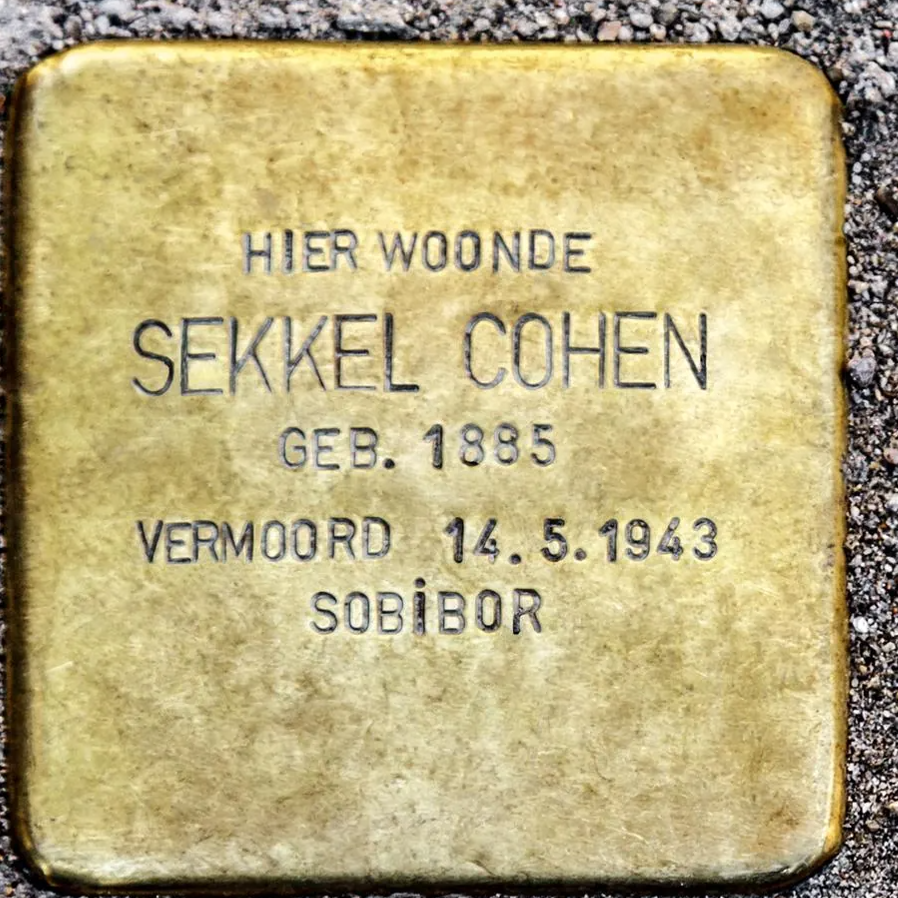 HIER WOONDE
SEKKEL COHEN
GEB. 1885
VERMOORD 14.5.1943
SOBiBOR